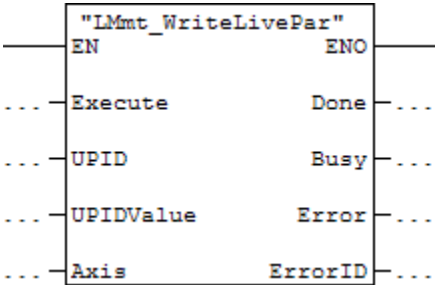 "LMmt_WriteLivePar"
EN ENO
... Execute Done ...
... UPID Busy ...
... UPIDValue Error ...
... Axis ErrorID ...